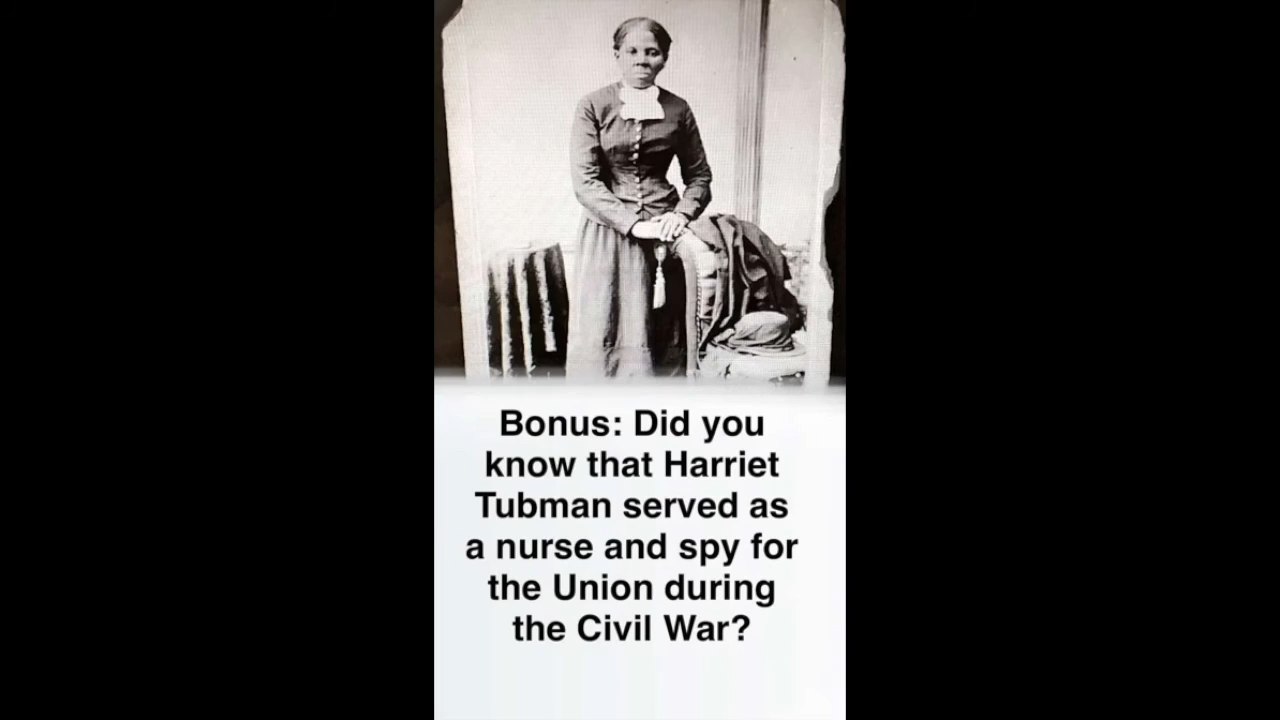 Bonus: Did you
know that Harriet
Tubman served as
a nurse and spy for
the Union during
the Civil War?